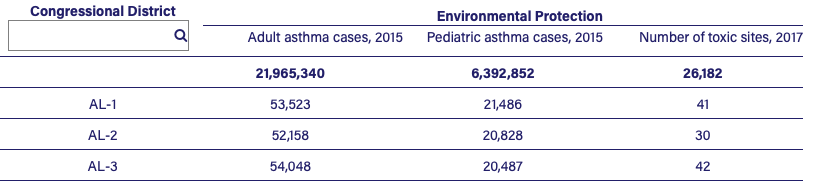 Congressional District
Environmental Protection
Adult asthma cases, 2015 Pediatric asthma cases, 2015 Number of toxic sites, 2017
21,965,340 6,392,852 26,182
AL-1 53,523 21,486 41
AL-2 52,158 20,828 30
AL-3 54,048 20,487 42